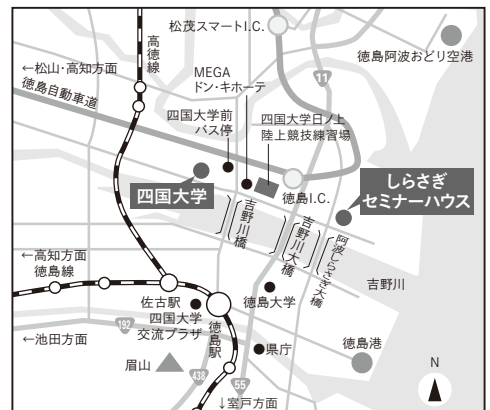 松茂スマートI.C.
徳島阿波おどり空港
高徳線
←松山・高知方面
徳島自動車道
MEGA
ドン・キホーテ
11
四国大学前
バス停
四国大学日ノ上
陸上競技練習場
四国大学
徳島I.C.
しらさぎ
セミナーハウス
吉野川橋
吉野川大橋
阿波しらさぎ大橋
←高知方面
徳島線
吉野川
佐古駅
徳島大学
四国大学
交流プラザ
徳島駅
192
←池田方面
県庁
徳島港
眉山
438
55
N
↓室戸方面